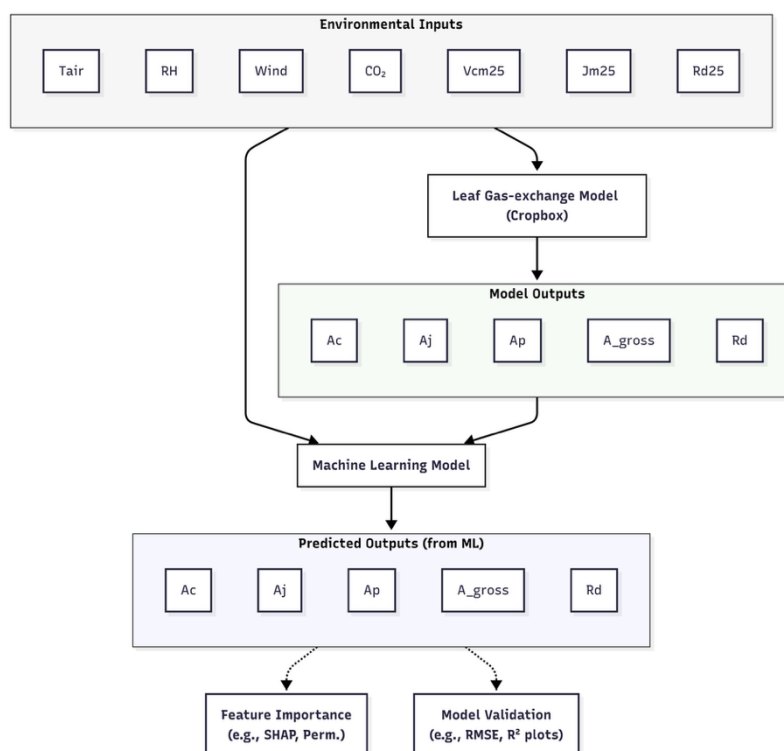 Environmental Inputs
Tair RH Wind CO₂ Vcm25 Jm25 Rd25
Leaf Gas-exchange Model
(Cropbox)
Model Outputs
Ac Aj Ap A_gross Rd
Machine Learning Model
Predicted Outputs (from ML)
Ac Aj Ap A_gross Rd
Feature Importance
(e.g., SHAP, Perm.)
Model Validation
(e.g., RMSE, R² plots)